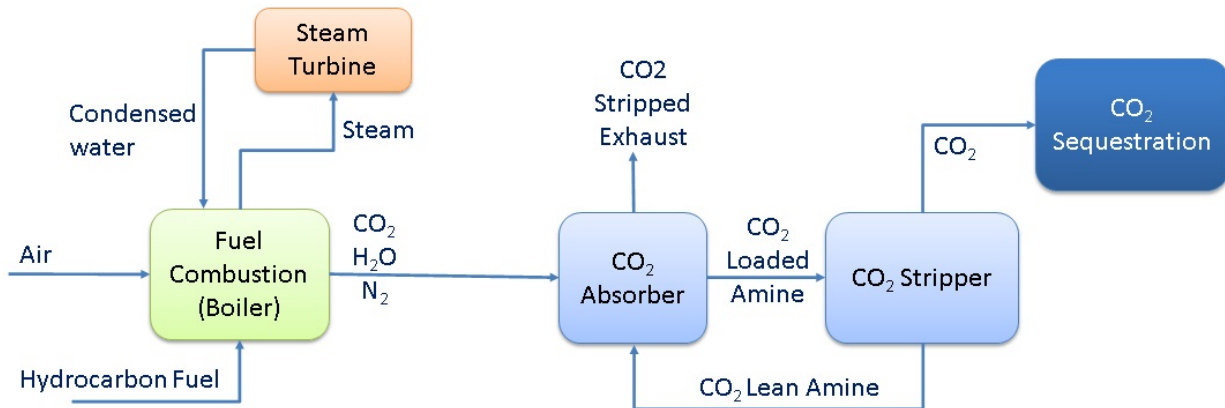 Steam
Turbine
Condensed
water
Steam
CO2
Stripped
Exhaust
CO₂
Sequestration
CO₂
Air
Fuel
Combustion
(Boiler)
CO₂
H₂O
N₂
CO₂
Absorber
CO₂
Loaded
Amine
CO₂ Stripper
Hydrocarbon Fuel
CO₂ Lean Amine